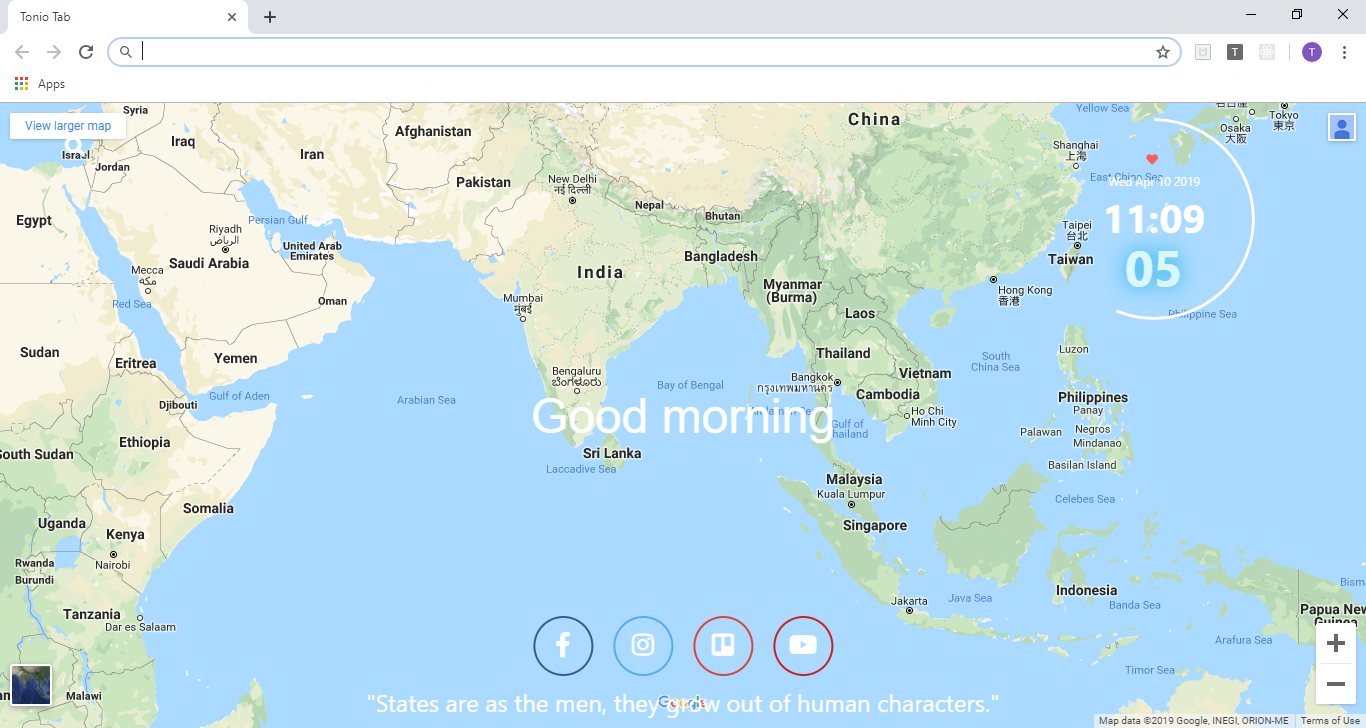 Tonio Tab
T
T
Apps
View larger map
Syria
Israel
Iraq
Jordan
Iran
Afghanistan
Pakistan
China
Yellow Sea
Osaka
大阪
Tokyo
東京
Shanghai
上海
East China Sea
Wed Apr 10 2019
11:09
05
New Delhi
नई दिल्ली
Nepal
Bhutan
Egypt
Persian Gulf
Riyadh
الرياض
United Arab
Emirates
Saudi Arabia
Mecca
مكة
Red Sea
Oman
India
Bangladesh
Myanmar
(Burma)
Taipei
台北
Taiwan
Hong Kong
香港
Philippine Sea
Mumbai
मुंबई
Laos
Sudan
Eritrea
Yemen
Thailand
Vietnam
South
China Sea
Luzon
Bengaluru
ಬೆಂಗಳೂರು
Bay of Bengal
Bangkok
กรุงเทพมหานคร
Cambodia
Philippines
Panay
Gulf of Aden
Djibouti
Arabian Sea
Good morning
Andaman Sea
Gulf of
Thailand
Ho Chi
Minh City
Palawan
Negros
Mindanao
Ethiopia
South Sudan
Sri Lanka
Laccadive Sea
Basilan Island
Malaysia
Kuala Lumpur
Celebes Sea
Somalia
Uganda
Kenya
Singapore
Rwanda
Burundi
Nairobi
Indonesia
Bism
Jakarta
Java Sea
Banda Sea
Papua New
Guinea
Tanzania
Dar es Salaam
Arafura Sea
Timor Sea
Malawi
"States are as the men, they grow out of human characters."
Google
Map data ©2019 Google, INEGI, ORION-ME
Terms of Use